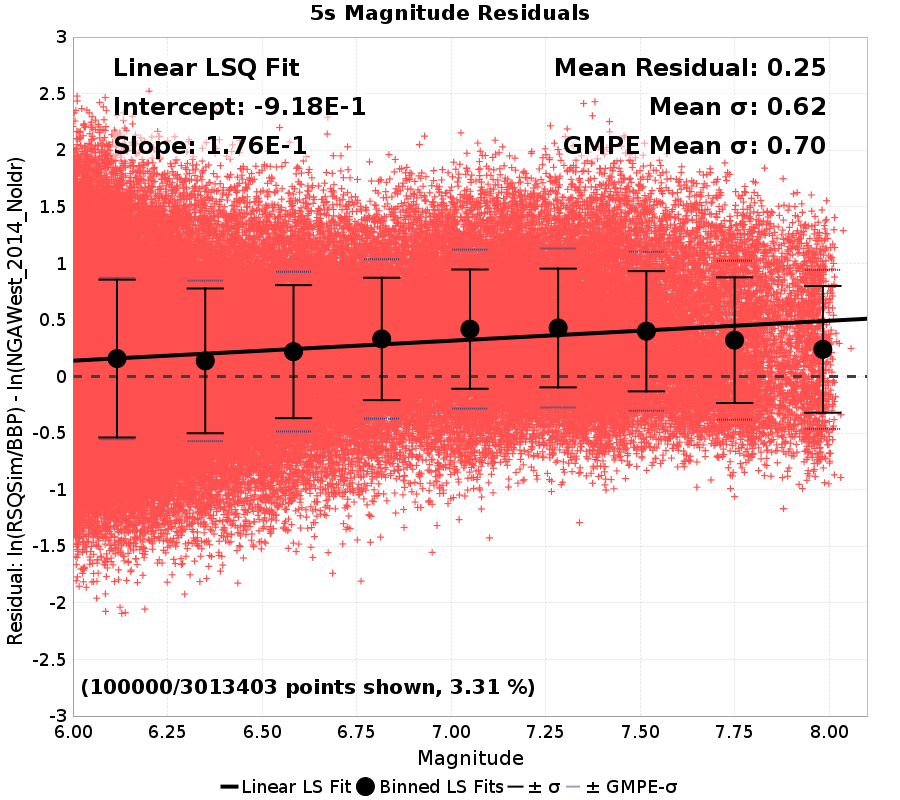 5s Magnitude Residuals
Linear LSQ Fit
Intercept: -9.18E-1
Slope: 1.76E-1
Mean Residual: 0.25
Mean σ: 0.62
GMPE Mean σ: 0.70
Residual: ln(RSQSim/BBP) - ln(NGAWest_2014_NoIdr)
3
2.5
2
1.5
1
0.5
0
-0.5
-1
-1.5
-2
-2.5
-3
(100000/3013403 points shown, 3.31 %)
6.00 6.25 6.50 6.75 7.00 7.25 7.50 7.75 8.00
Magnitude
Linear LS Fit Binned LS Fits ± σ ± GMPE-σ